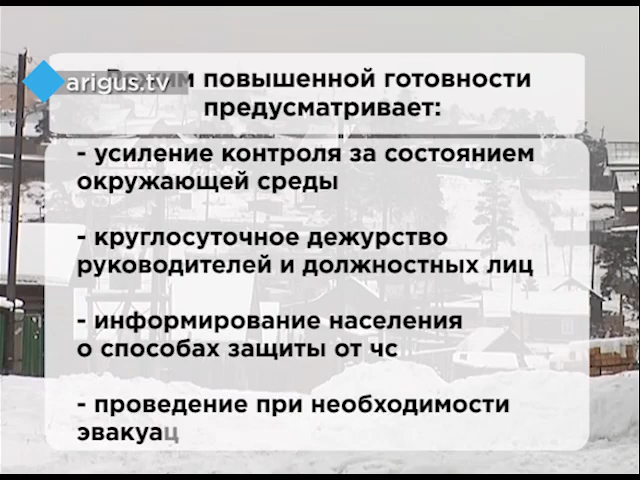 arigus.tv
повышенной готовности
предусматривает:
- усиление контроля за состоянием
окружающей среды
- круглосуточное дежурство
руководителей и должностных лиц
- информирование населения
о способах защиты от чс
- проведение при необходимости
эвакуац